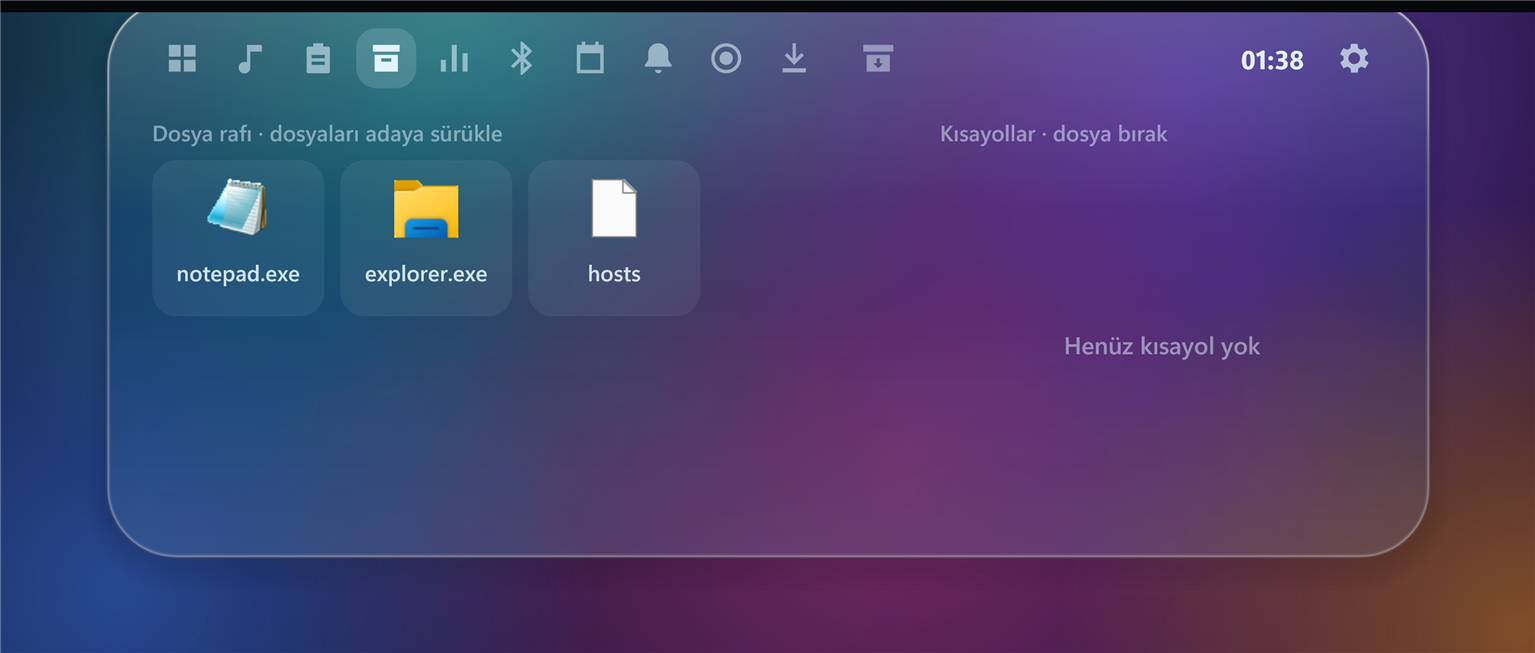 01:38
Dosya rafı · dosyaları adaya sürükle
Kısayollar · dosya bırak
notepad.exe
explorer.exe
hosts
Henüz kısayol yok